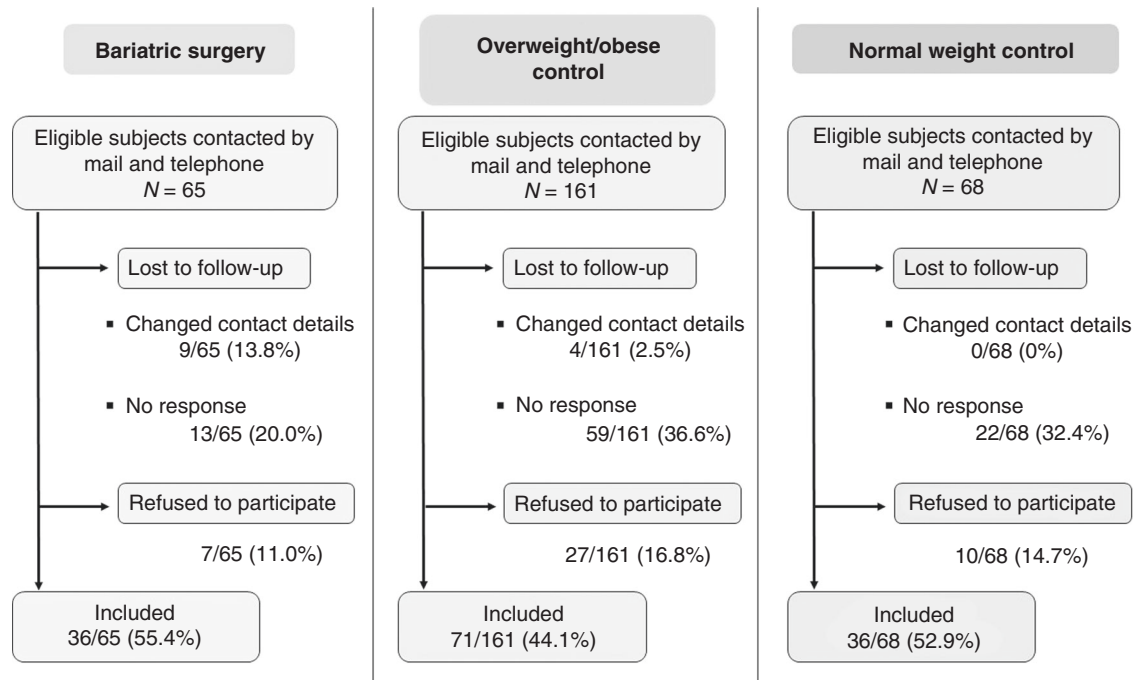 Bariatric surgery
Eligible subjects contacted by
mail and telephone
N = 65
Lost to follow-up
▪ Changed contact details
9/65 (13.8%)
▪ No response
13/65 (20.0%)
Refused to participate
7/65 (11.0%)
Included
36/65 (55.4%)
Overweight/obese
control
Eligible subjects contacted by
mail and telephone
N = 161
Lost to follow-up
▪ Changed contact details
4/161 (2.5%)
▪ No response
59/161 (36.6%)
Refused to participate
27/161 (16.8%)
Included
71/161 (44.1%)
Normal weight control
Eligible subjects contacted by
mail and telephone
N = 68
Lost to follow-up
▪ Changed contact details
0/68 (0%)
▪ No response
22/68 (32.4%)
Refused to participate
10/68 (14.7%)
Included
36/68 (52.9%)